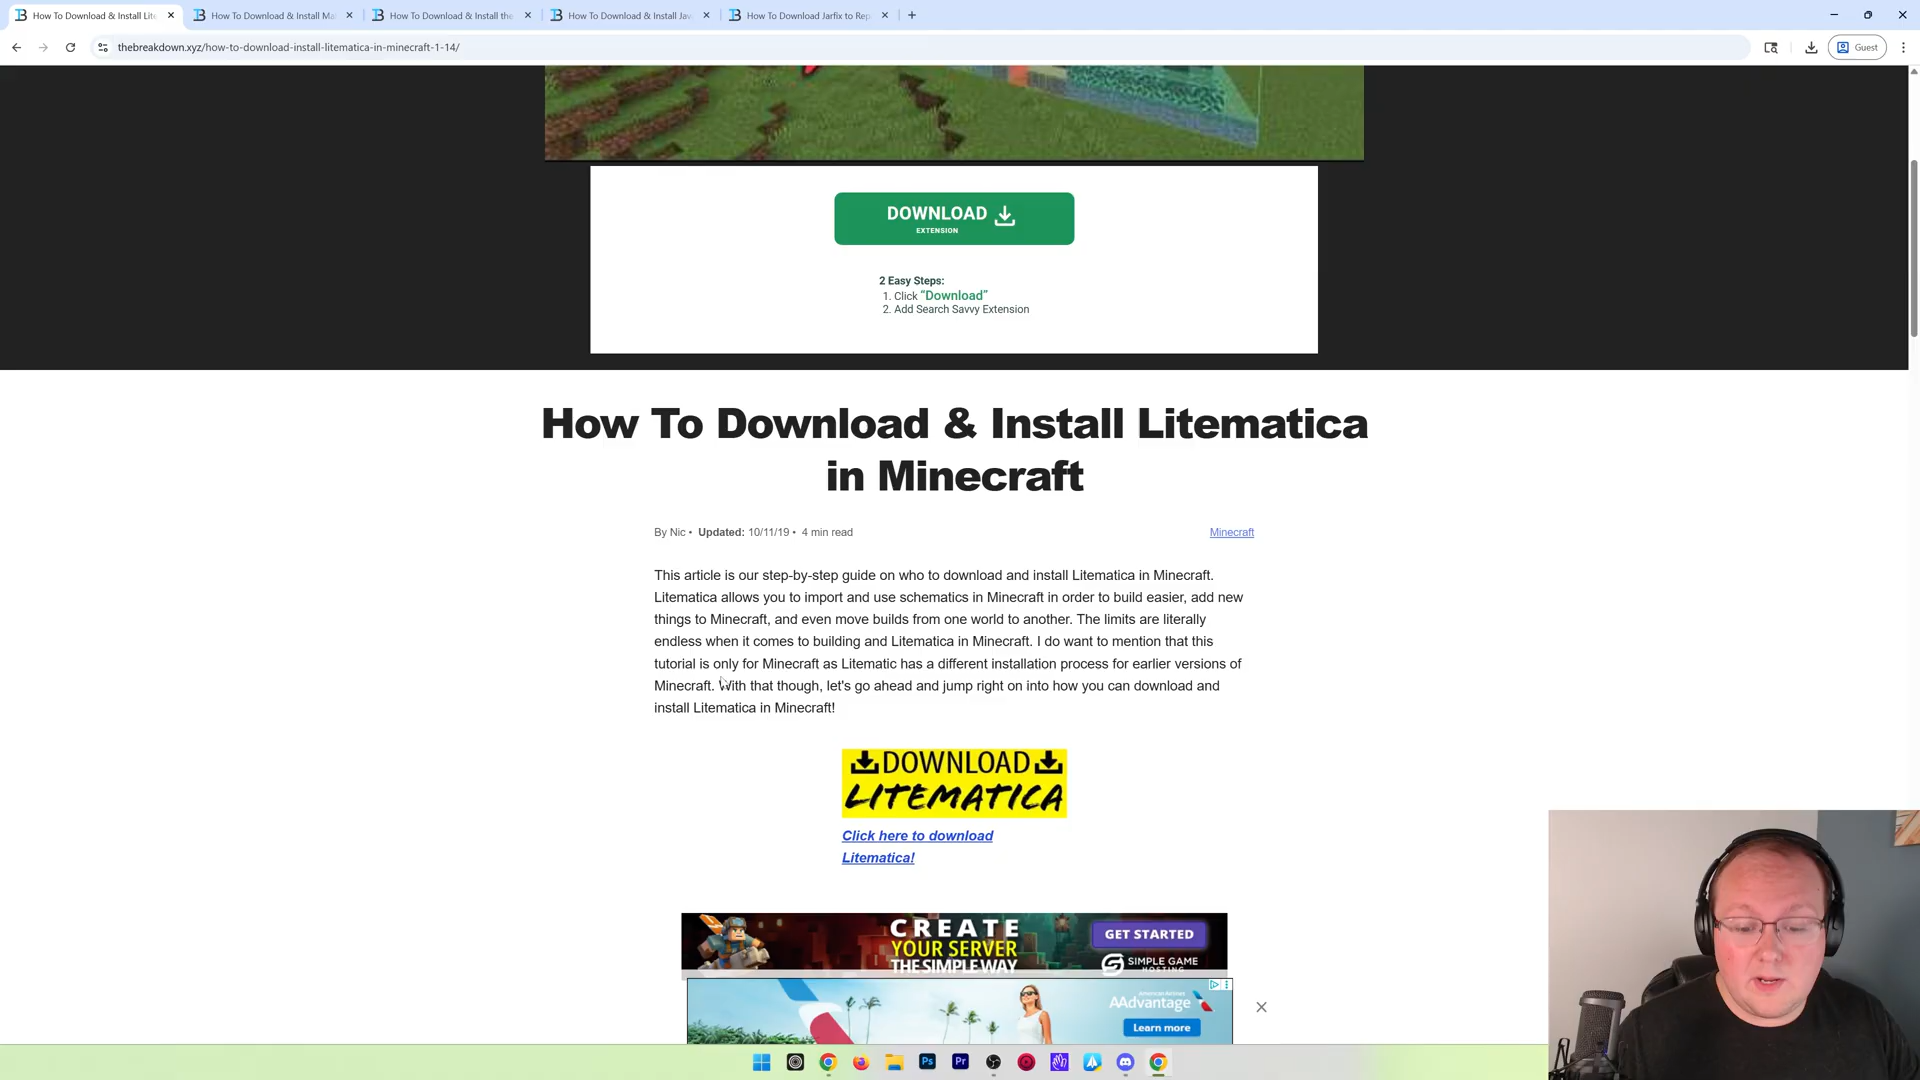 How To Download & Install Lite
How To Download & Install Ma
How To Download & Install the
How To Download & Install Jav
How To Download Jarfix to Rep
thebreakdown.xyz/how-to-download-install-litematica-in-minecraft-1-14/
Guest
DOWNLOAD
EXTENSION
2 Easy Steps:
1. Click "Download"
2. Add Search Savvy Extension
How To Download & Install Litematica
in Minecraft
By Nic • Updated: 10/11/19 • 4 min read
Minecraft
This article is our step-by-step guide on who to download and install Litematica in Minecraft.
Litematica allows you to import and use schematics in Minecraft in order to build easier, add new
things to Minecraft, and even move builds from one world to another. The limits are literally
endless when it comes to building and Litematica in Minecraft. I do want to mention that this
tutorial is only for Minecraft as Litematic has a different installation process for earlier versions of
Minecraft. With that though, let's go ahead and jump right on into how you can download and
install Litematica in Minecraft!
DOWNLOAD
LITEMATICA
Click here to download
Litematica!
CREATE
YOUR SERVER
THE SIMPLE WAY
GET STARTED
SIMPLE GAME
HOSTING
American Airlines
AAdvantage
Learn more
Ps
Pr